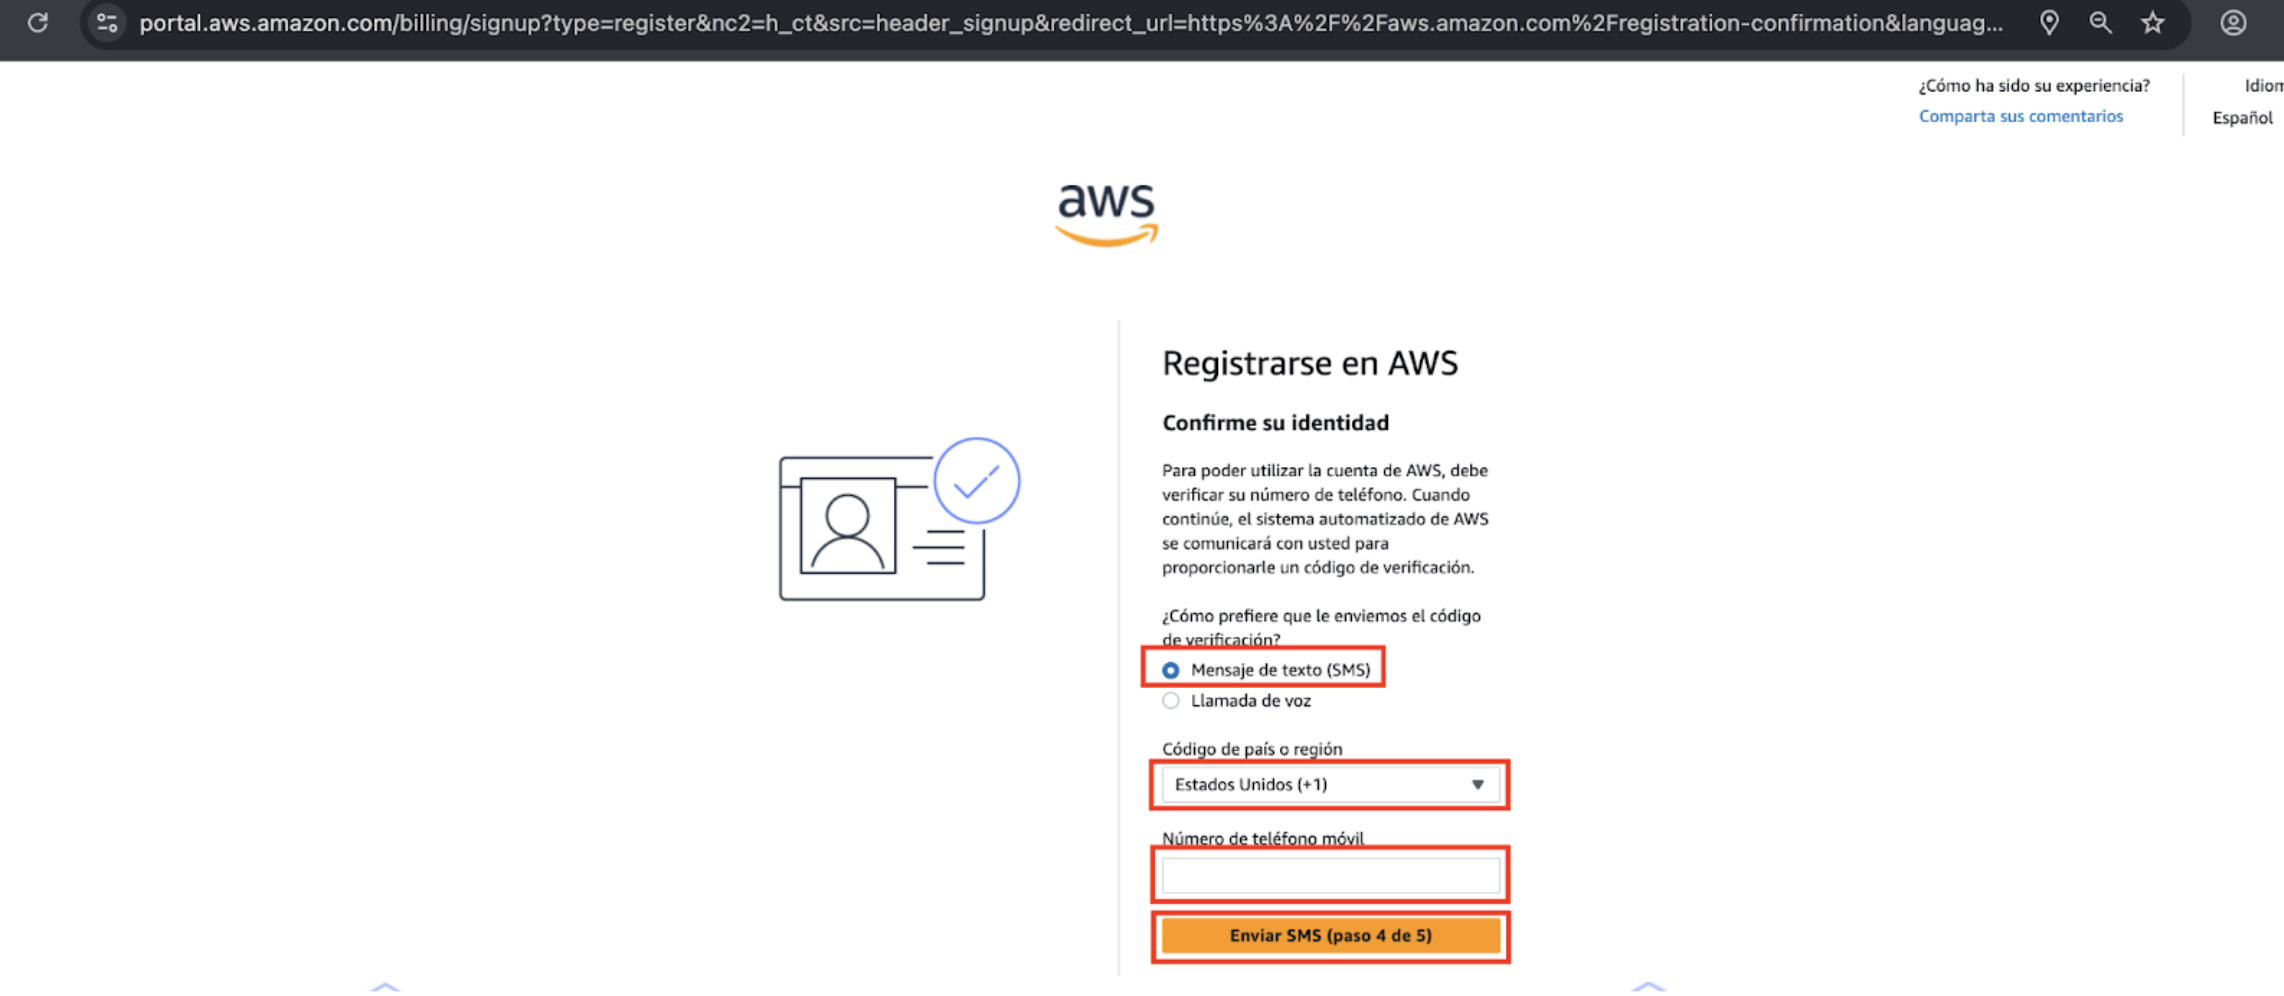 portal.aws.amazon.com/billing/signup?type=register&nc2=h_ct&src=header_signup&redirect_url=https%3A%2F%2Faws.amazon.com%2Fregistration-confirmation&languag...
¿Cómo ha sido su experiencia?
Comparta sus comentarios
Idiom
Español
aws
Registrarse en AWS
Confirme su identidad
Para poder utilizar la cuenta de AWS, debe
verificar su número de teléfono. Cuando
continúe, el sistema automatizado de AWS
se comunicará con usted para
proporcionarle un código de verificación.
¿Cómo prefiere que le enviemos el código
de verificación?
Mensaje de texto (SMS)
Llamada de voz
Código de país o región
Estados Unidos (+1)
Número de teléfono móvil
Enviar SMS (paso 4 de 5)